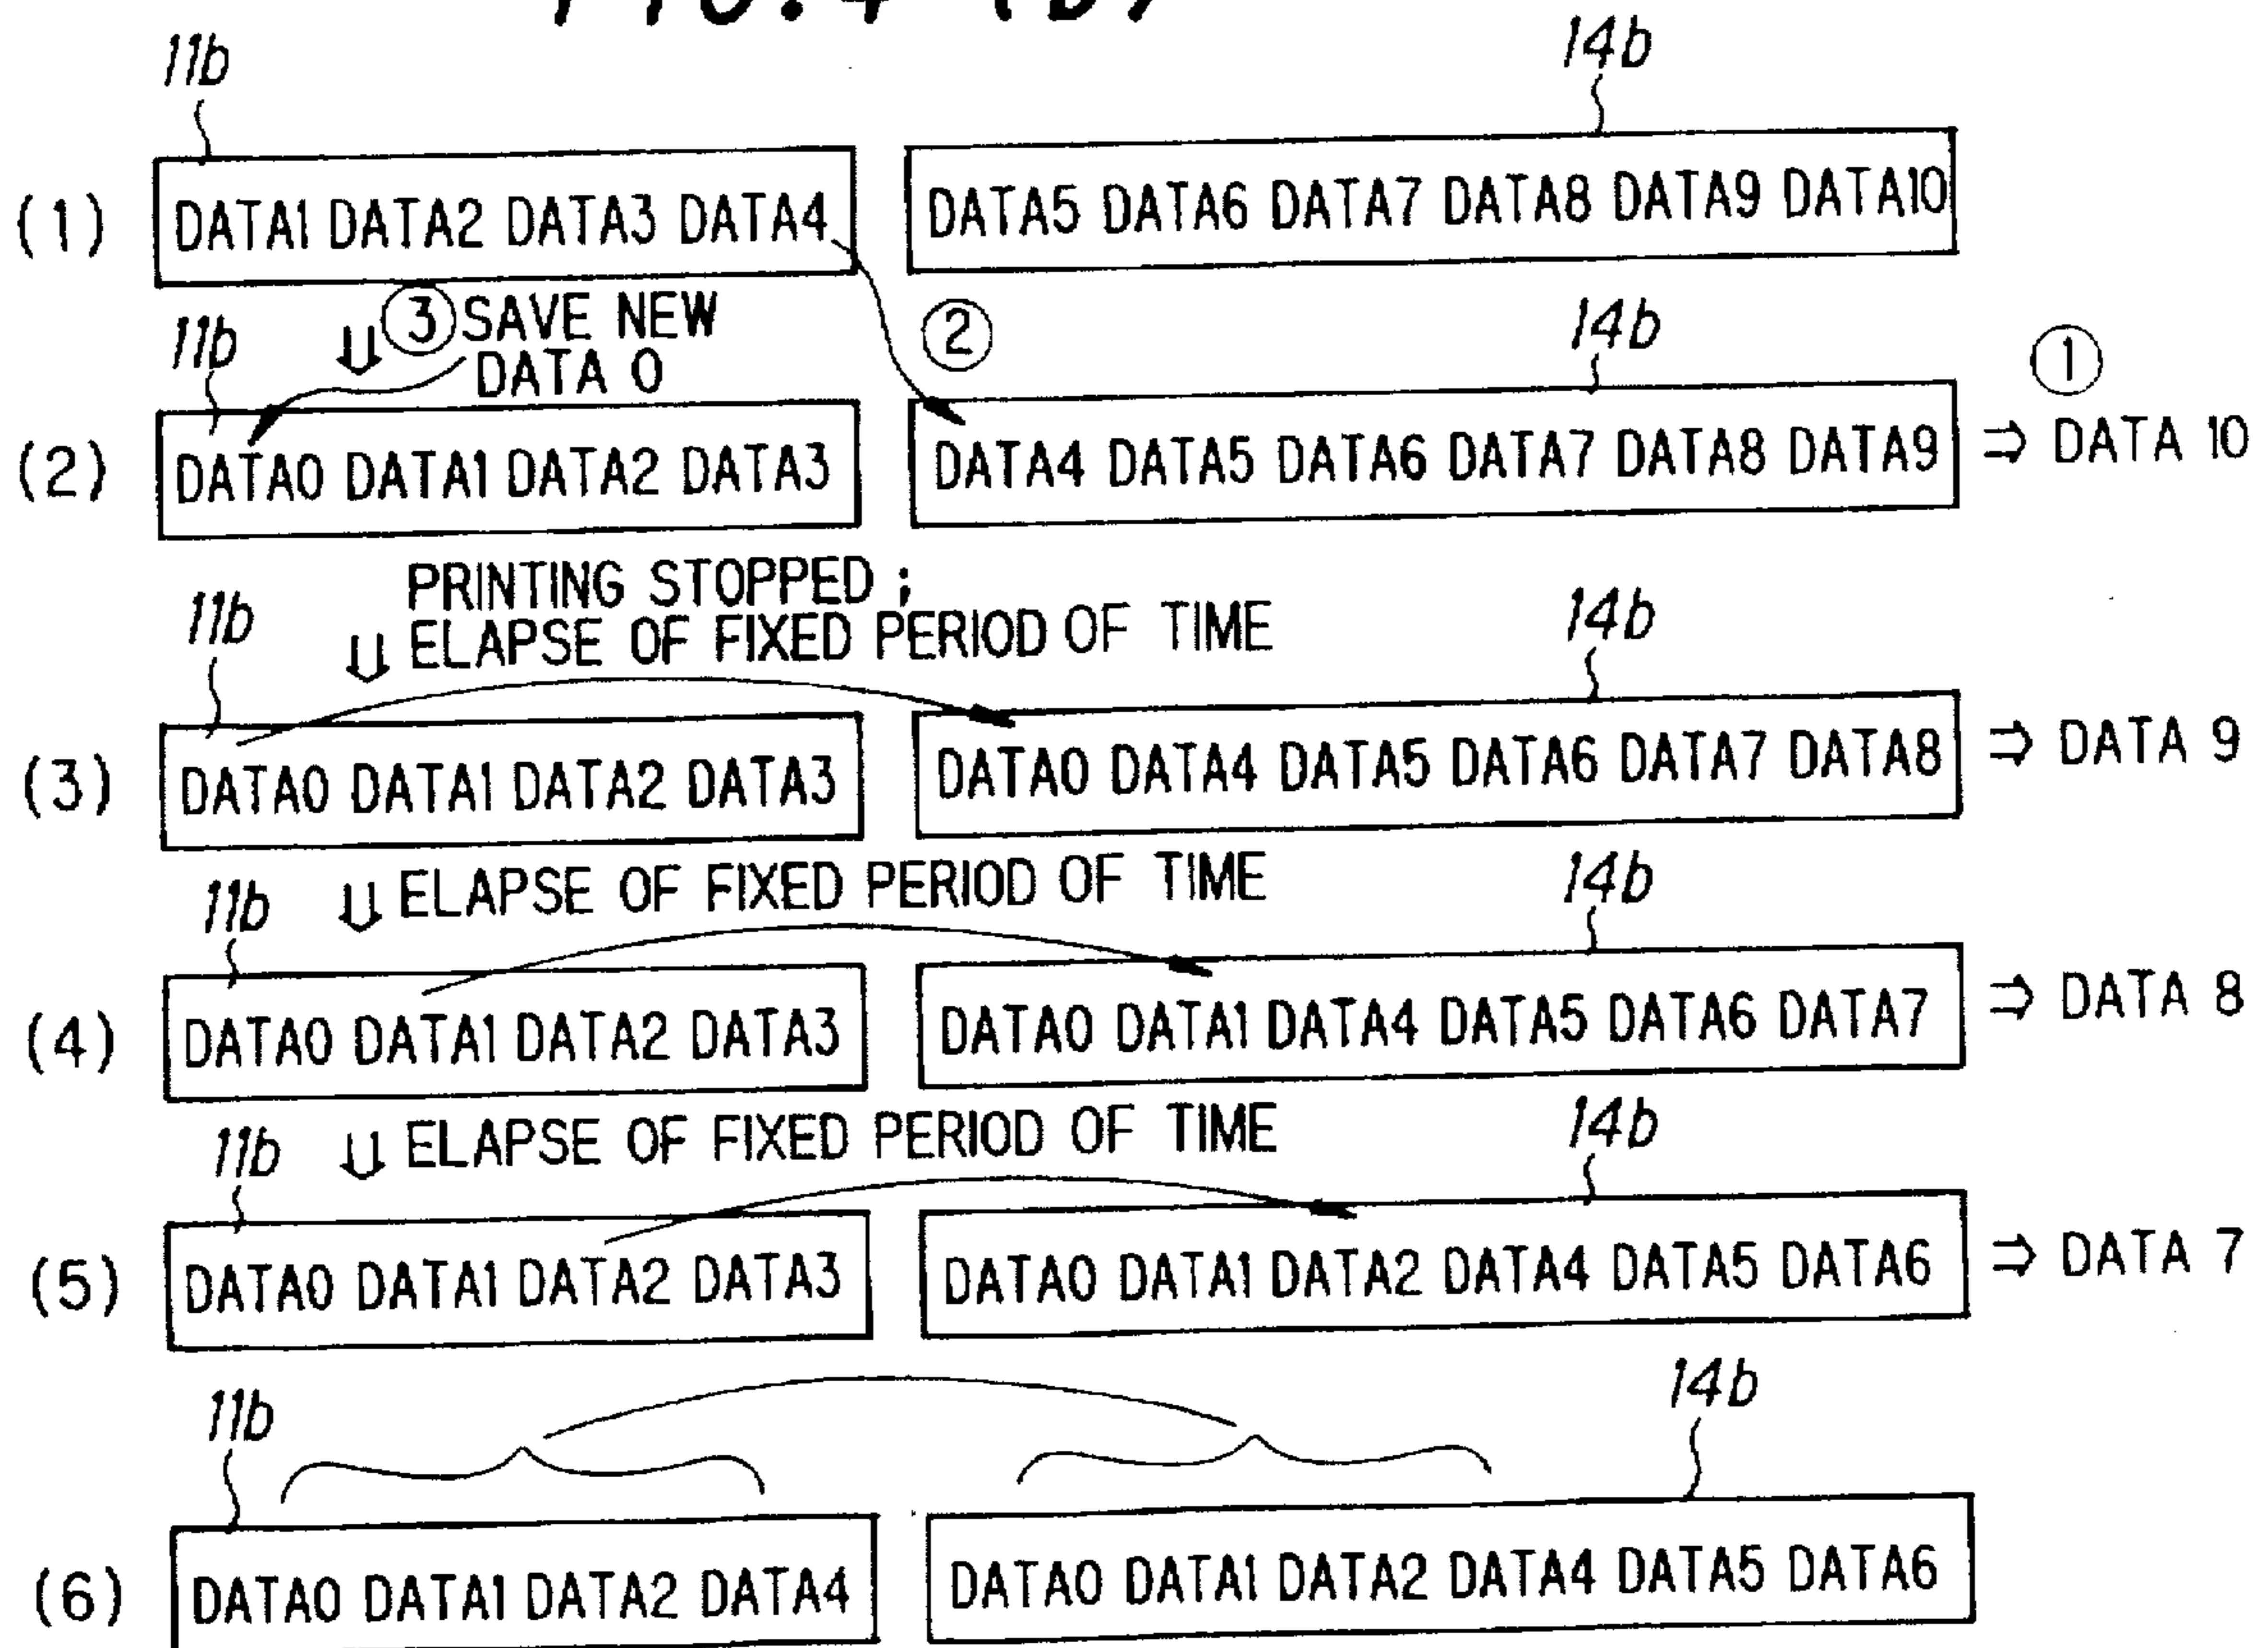 11b 14b
(1) DATA1 DATA2 DATA3 DATA4 DATA5 DATA6 DATA7 DATA8 DATA9 DATA10
11b ⇓ ③ SAVE NEW ② 14b ①
DATA 0
(2) DATA0 DATA1 DATA2 DATA3 DATA4 DATA5 DATA6 DATA7 DATA8 DATA9 ⇒ DATA 10
PRINTING STOPPED ;
11b ⇓ ELAPSE OF FIXED PERIOD OF TIME 14b
(3) DATA0 DATA1 DATA2 DATA3 DATA0 DATA4 DATA5 DATA6 DATA7 DATA8 ⇒ DATA 9
11b ⇓ ELAPSE OF FIXED PERIOD OF TIME 14b
(4) DATA0 DATA1 DATA2 DATA3 DATA0 DATA1 DATA4 DATA5 DATA6 DATA7 ⇒ DATA 8
11b ⇓ ELAPSE OF FIXED PERIOD OF TIME 14b
(5) DATA0 DATA1 DATA2 DATA3 DATA0 DATA1 DATA2 DATA4 DATA5 DATA6 ⇒ DATA 7
11b 14b
(6) DATA0 DATA1 DATA2 DATA4 DATA0 DATA1 DATA2 DATA4 DATA5 DATA6